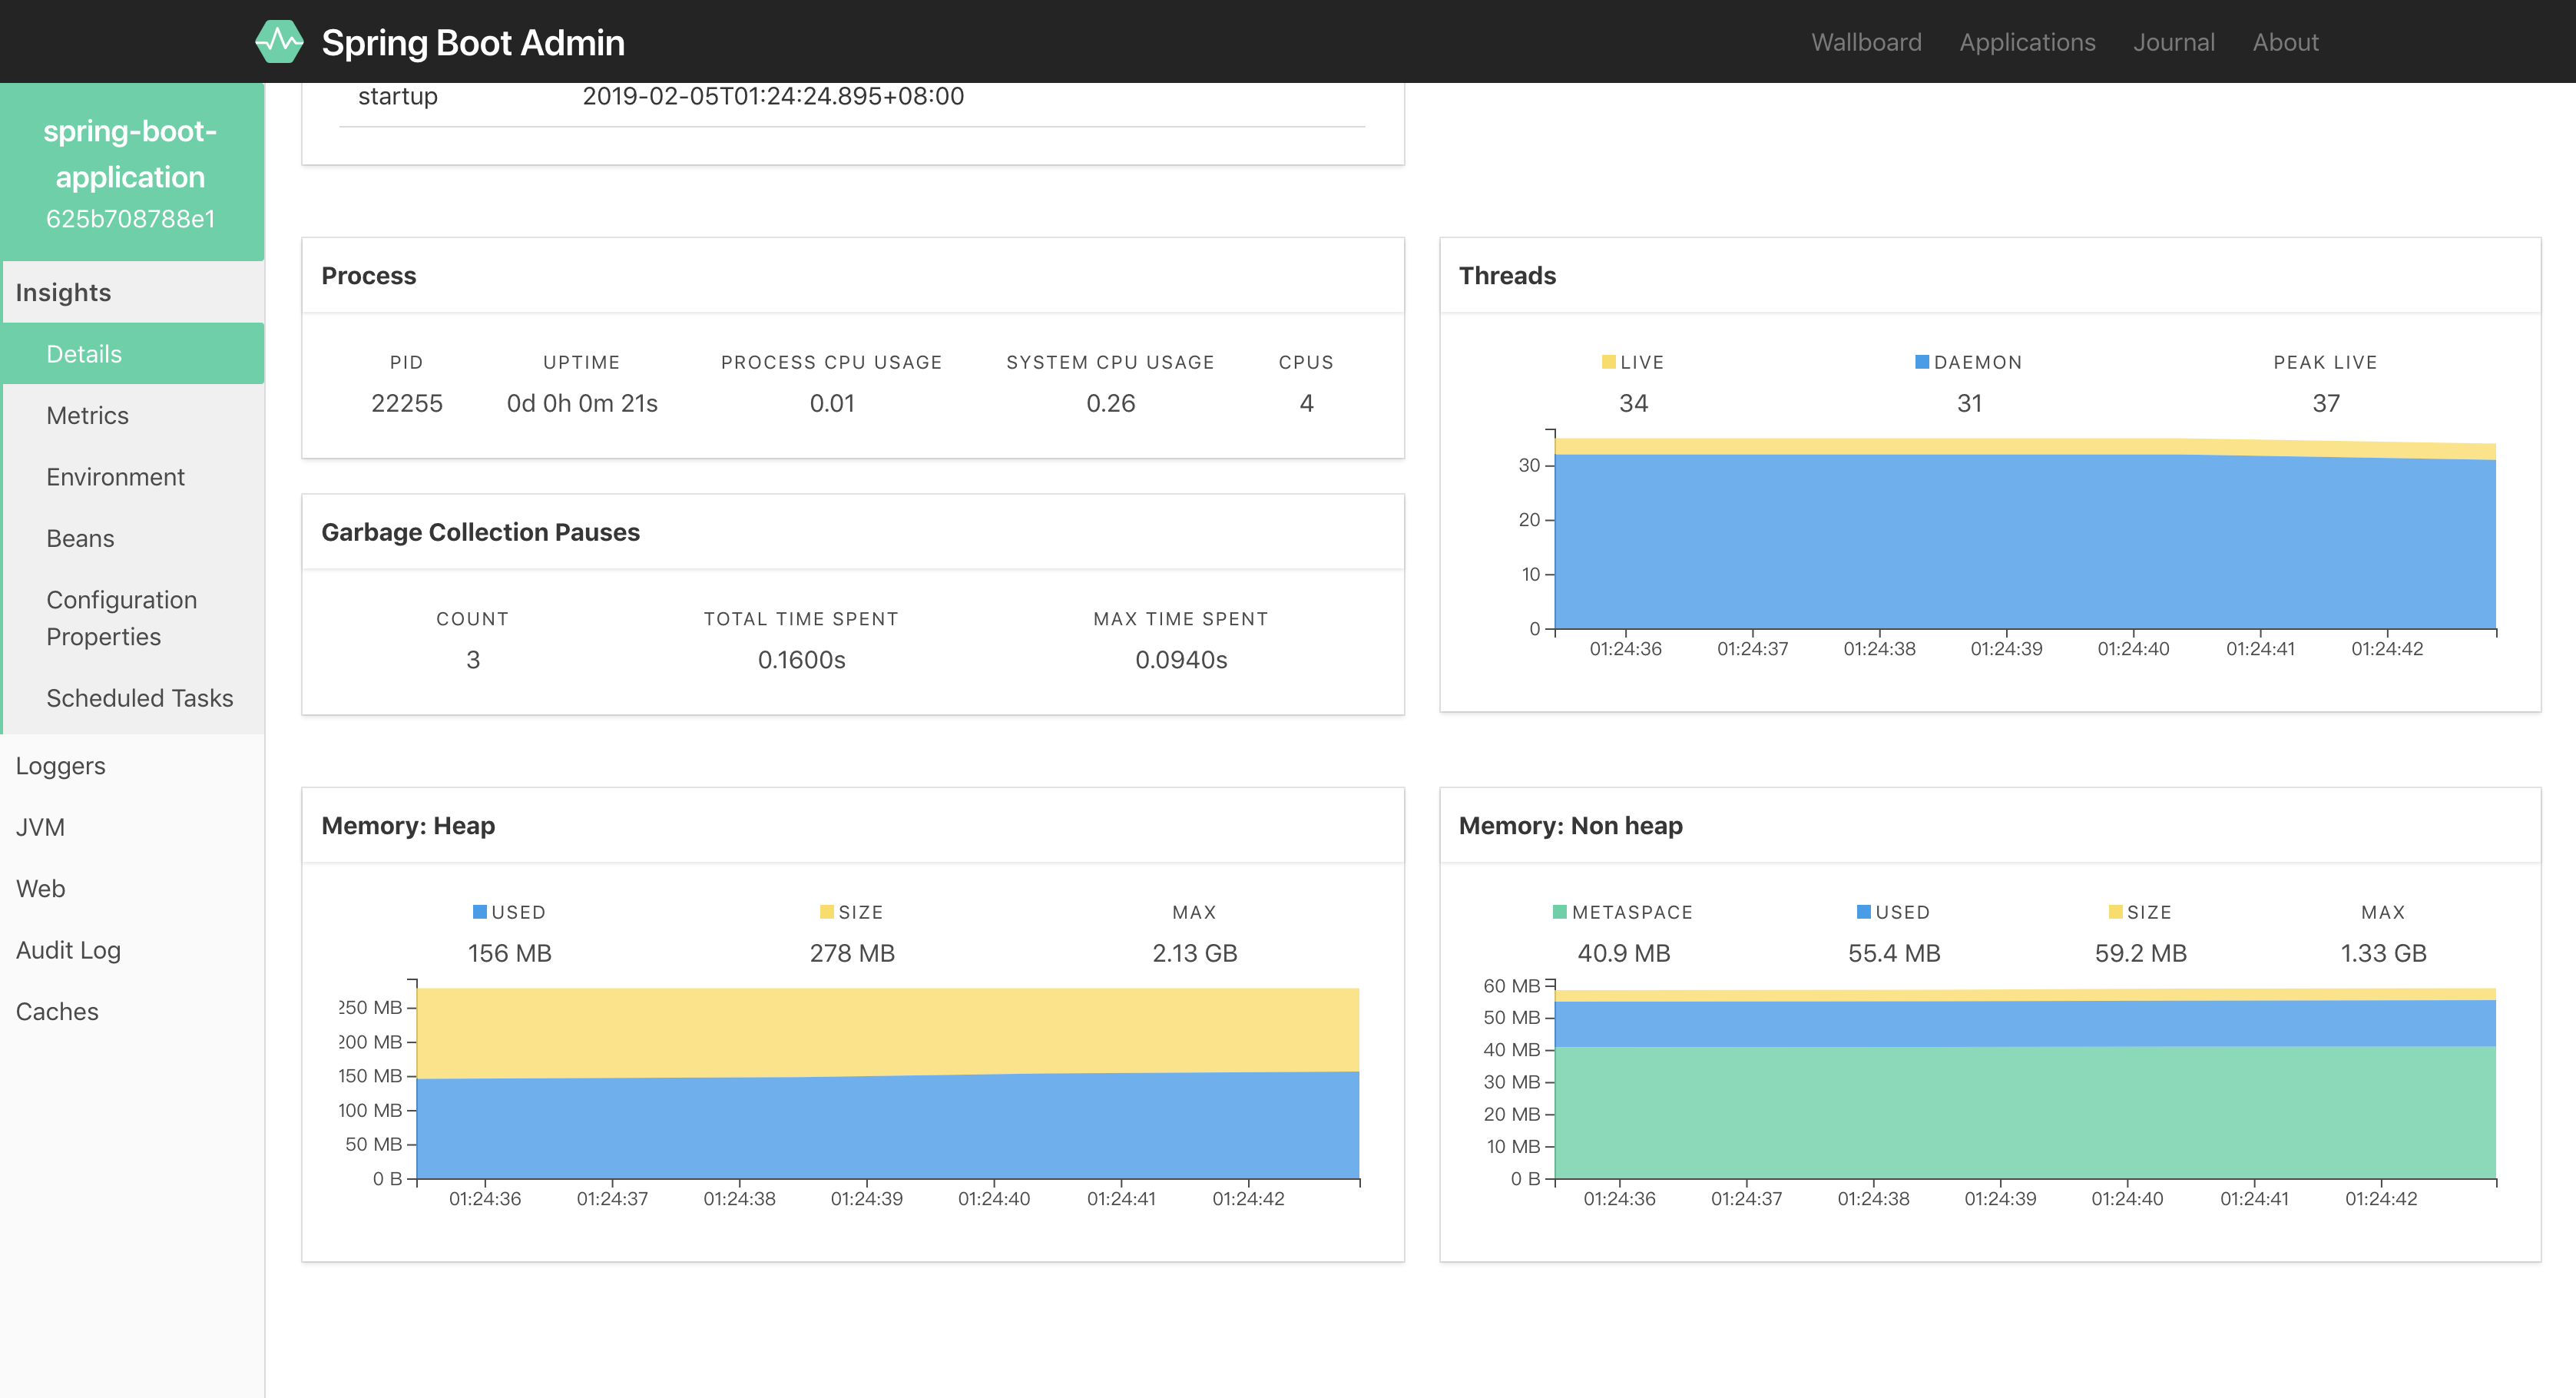 Spring Boot Admin
Wallboard Applications Journal About
spring-boot-
application
625b708788e1
Insights
Details
Metrics
Environment
Beans
Configuration
Properties
Scheduled Tasks
Loggers
JVM
Web
Audit Log
Caches
startup 2019-02-05T01:24:24.895+08:00
Process
PID UPTIME PROCESS CPU USAGE SYSTEM CPU USAGE CPUS
22255 0d 0h 0m 21s 0.01 0.26 4
Garbage Collection Pauses
COUNT TOTAL TIME SPENT MAX TIME SPENT
3 0.1600s 0.0940s
Threads
LIVE DAEMON PEAK LIVE
34 31 37
30
20
10
0
01:24:36 01:24:37 01:24:38 01:24:39 01:24:40 01:24:41 01:24:42
Memory: Heap
USED SIZE MAX
156 MB 278 MB 2.13 GB
250 MB
200 MB
150 MB
100 MB
50 MB
0 B
01:24:36 01:24:37 01:24:38 01:24:39 01:24:40 01:24:41 01:24:42
Memory: Non heap
METASPACE USED SIZE MAX
40.9 MB 55.4 MB 59.2 MB 1.33 GB
60 MB
50 MB
40 MB
30 MB
20 MB
10 MB
0 B
01:24:36 01:24:37 01:24:38 01:24:39 01:24:40 01:24:41 01:24:42